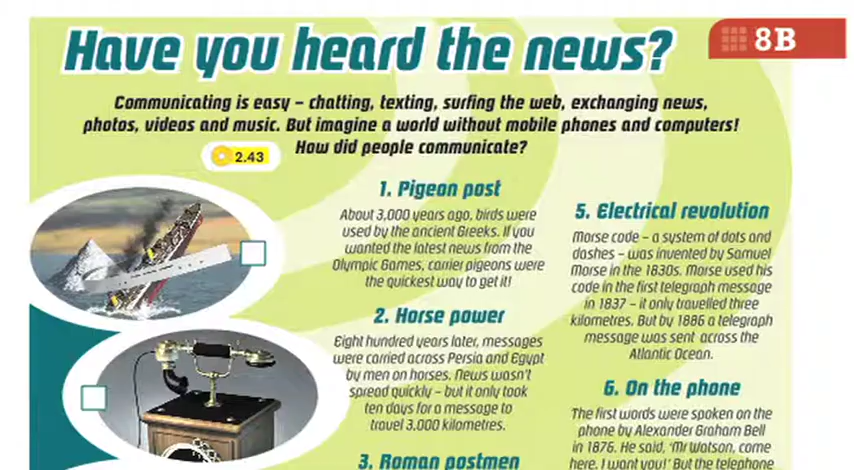 Have you heard the news?
8B
Communicating is easy – chatting, texting, surfing the web, exchanging news,
photos, videos and music. But imagine a world without mobile phones and computers!
How did people communicate?
2.43
1. Pigeon post
About 3,000 years ago, birds were
used by the ancient Greeks. If you
wanted the latest news from the
Olympic Games, carrier pigeons were
the quickest way to get it!
2. Horse power
Eight hundred years later, messages
were carried across Persia and Egypt
by men on horses. News wasn't
spread quickly – but it only took
ten days for a message to
travel 3,000 kilometres.
3. Roman postmen
5. Electrical revolution
Morse code – a system of dots and
dashes – was invented by Samuel
Morse in the 1830s. Morse used his
code in the first telegraph message
in 1837 – it only travelled three
kilometres. But by 1886 a telegraph
message was sent across the
Atlantic Ocean.
6. On the phone
The first words were spoken on the
phone by Alexander Graham Bell
in 1876. He said, 'Mr Watson, come
here, I want you!' But the telephone